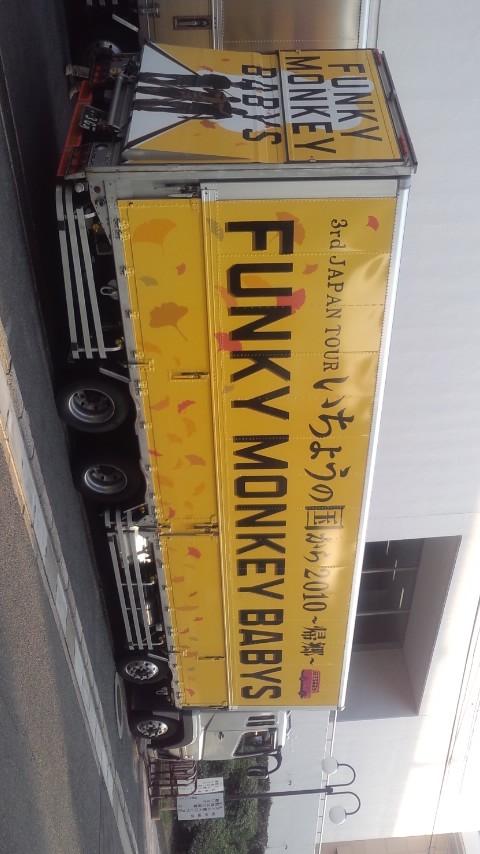 FUNKY
MONKEY
BABYS
3rd JAPAN TOUR いちょうの国から2010 ~帰郷~
FUNKY MONKEY BABYS